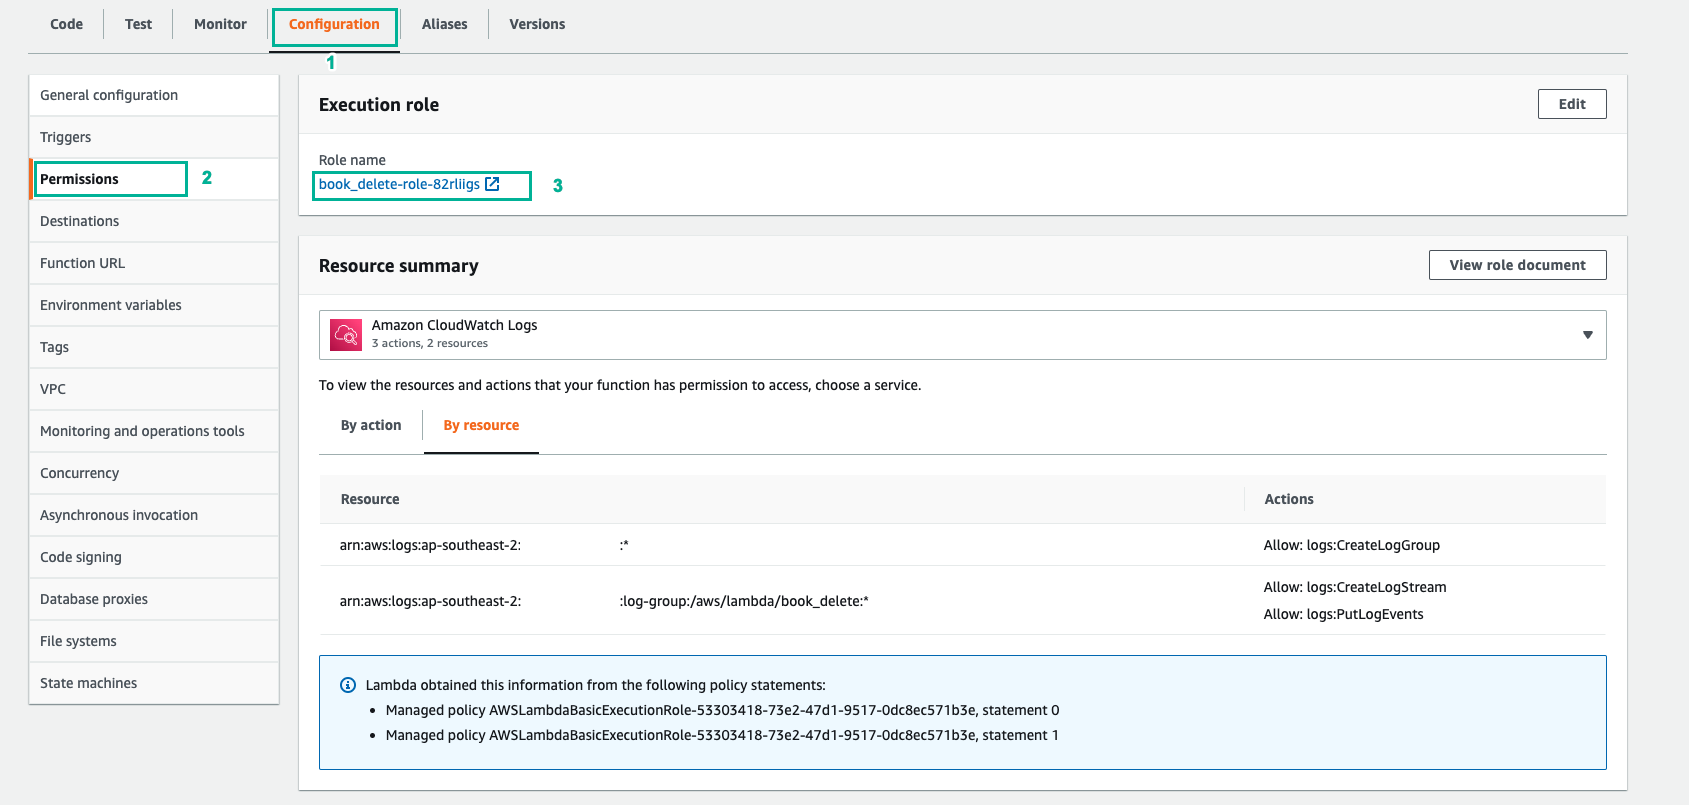 Code Test Monitor Configuration Aliases Versions
1
General configuration
Triggers
Permissions 2
Destinations
Function URL
Environment variables
Tags
VPC
Monitoring and operations tools
Concurrency
Asynchronous invocation
Code signing
Database proxies
File systems
State machines
Execution role Edit
Role name
book_delete-role-82rliigs 3
Resource summary View role document
Amazon CloudWatch Logs
3 actions, 2 resources
To view the resources and actions that your function has permission to access, choose a service.
By action By resource
Resource Actions
arn:aws:logs:ap-southeast-2: :* Allow: logs:CreateLogGroup
arn:aws:logs:ap-southeast-2: :log-group:/aws/lambda/book_delete:* Allow: logs:CreateLogStream
Allow: logs:PutLogEvents
Lambda obtained this information from the following policy statements:
• Managed policy AWSLambdaBasicExecutionRole-53303418-73e2-47d1-9517-0dc8ec571b3e, statement 0
• Managed policy AWSLambdaBasicExecutionRole-53303418-73e2-47d1-9517-0dc8ec571b3e, statement 1